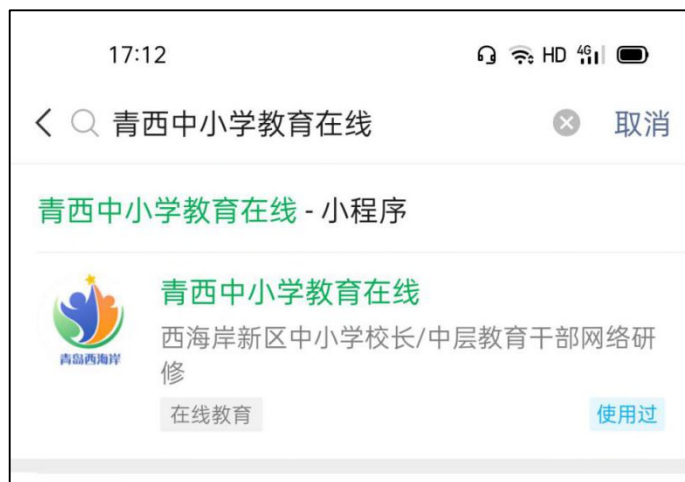 17:12 HD 4G
青西中小学教育在线 取消
青西中小学教育在线 - 小程序
青西中小学教育在线
西海岸新区中小学校长/中层教育干部网络研
修
青岛西海岸
在线教育 使用过